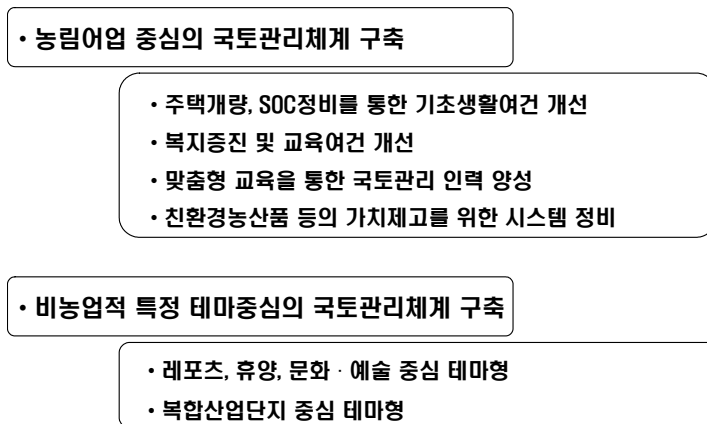 • 농림어업 중심의 국토관리체계 구축
• 주택개량, SOC정비를 통한 기초생활여건 개선
• 복지증진 및 교육여건 개선
• 맞춤형 교육을 통한 국토관리 인력 양성
• 친환경농산품 등의 가치제고를 위한 시스템 정비
• 비농업적 특정 테마중심의 국토관리체계 구축
• 레포츠, 휴양, 문화 · 예술 중심 테마형
• 복합산업단지 중심 테마형